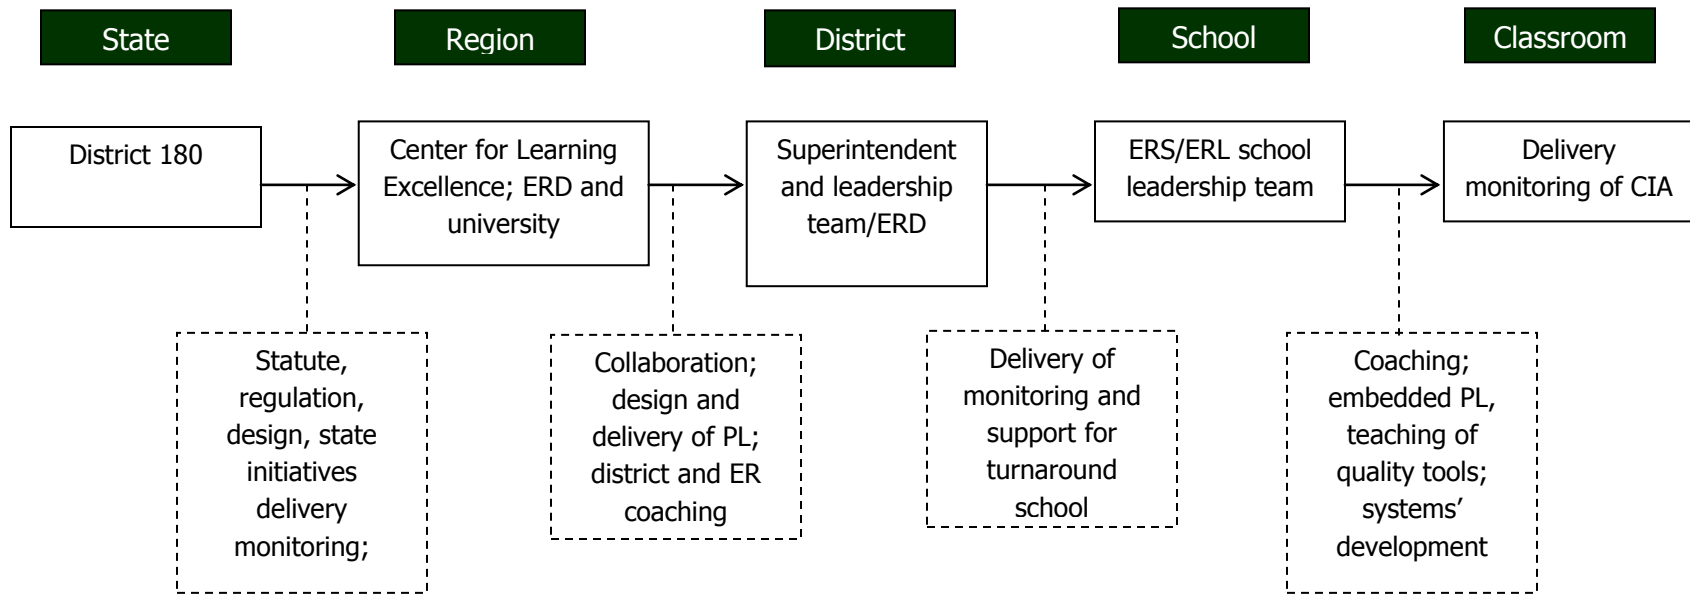 State
Region
District
School
Classroom
District 180
Center for Learning
Excellence; ERD and
university
Superintendent
and leadership
team/ERD
ERS/ERL school
leadership team
Delivery
monitoring of CIA
Statute,
regulation,
design, state
initiatives
delivery
monitoring;
Collaboration;
design and
delivery of PL;
district and ER
coaching
Delivery of
monitoring and
support for
turnaround
school
Coaching;
embedded PL,
teaching of
quality tools;
systems’
development